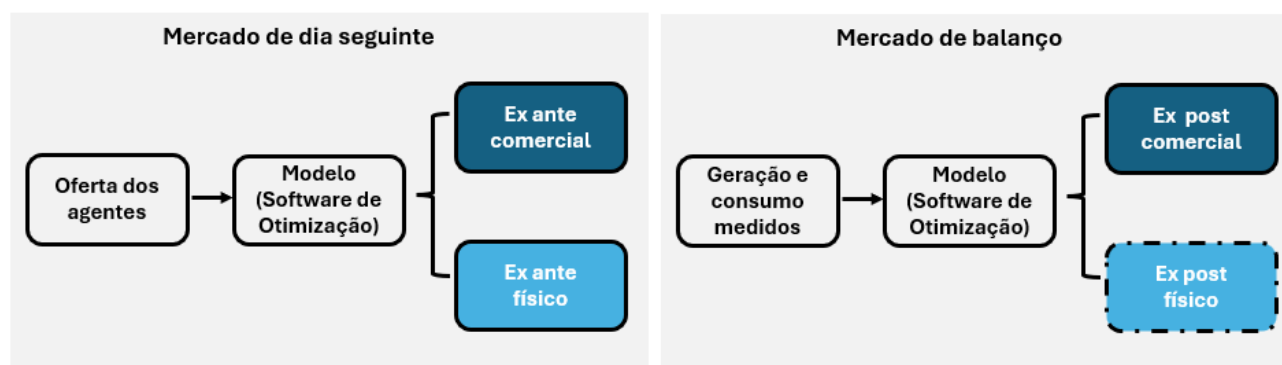 Mercado de dia seguinte
Oferta dos
agentes
Modelo
(Software de
Otimização)
Ex ante
comercial
Ex ante
físico
Mercado de balanço
Geração e
consumo
medidos
Modelo
(Software de
Otimização)
Ex post
comercial
Ex post
físico